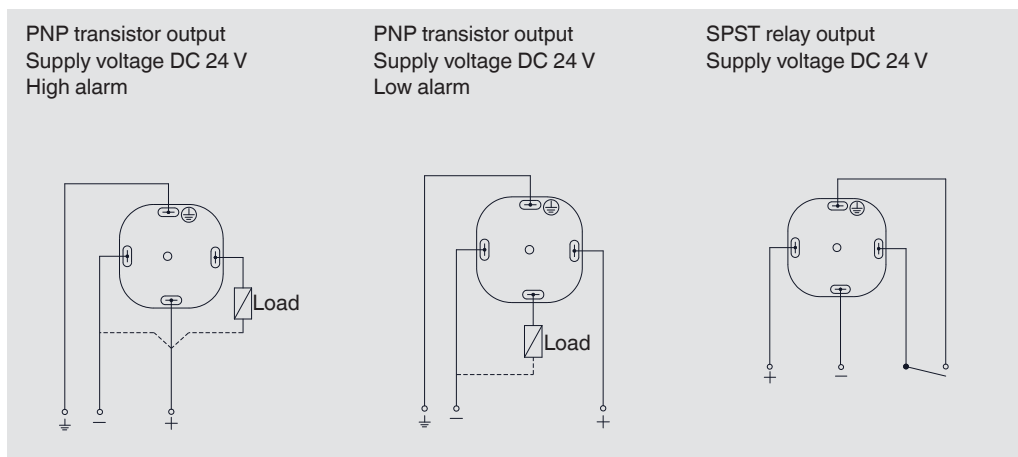 PNP transistor output
Supply voltage DC 24 V
High alarm
PNP transistor output
Supply voltage DC 24 V
Low alarm
SPST relay output
Supply voltage DC 24 V
Load
− +
Load
− +
+ −